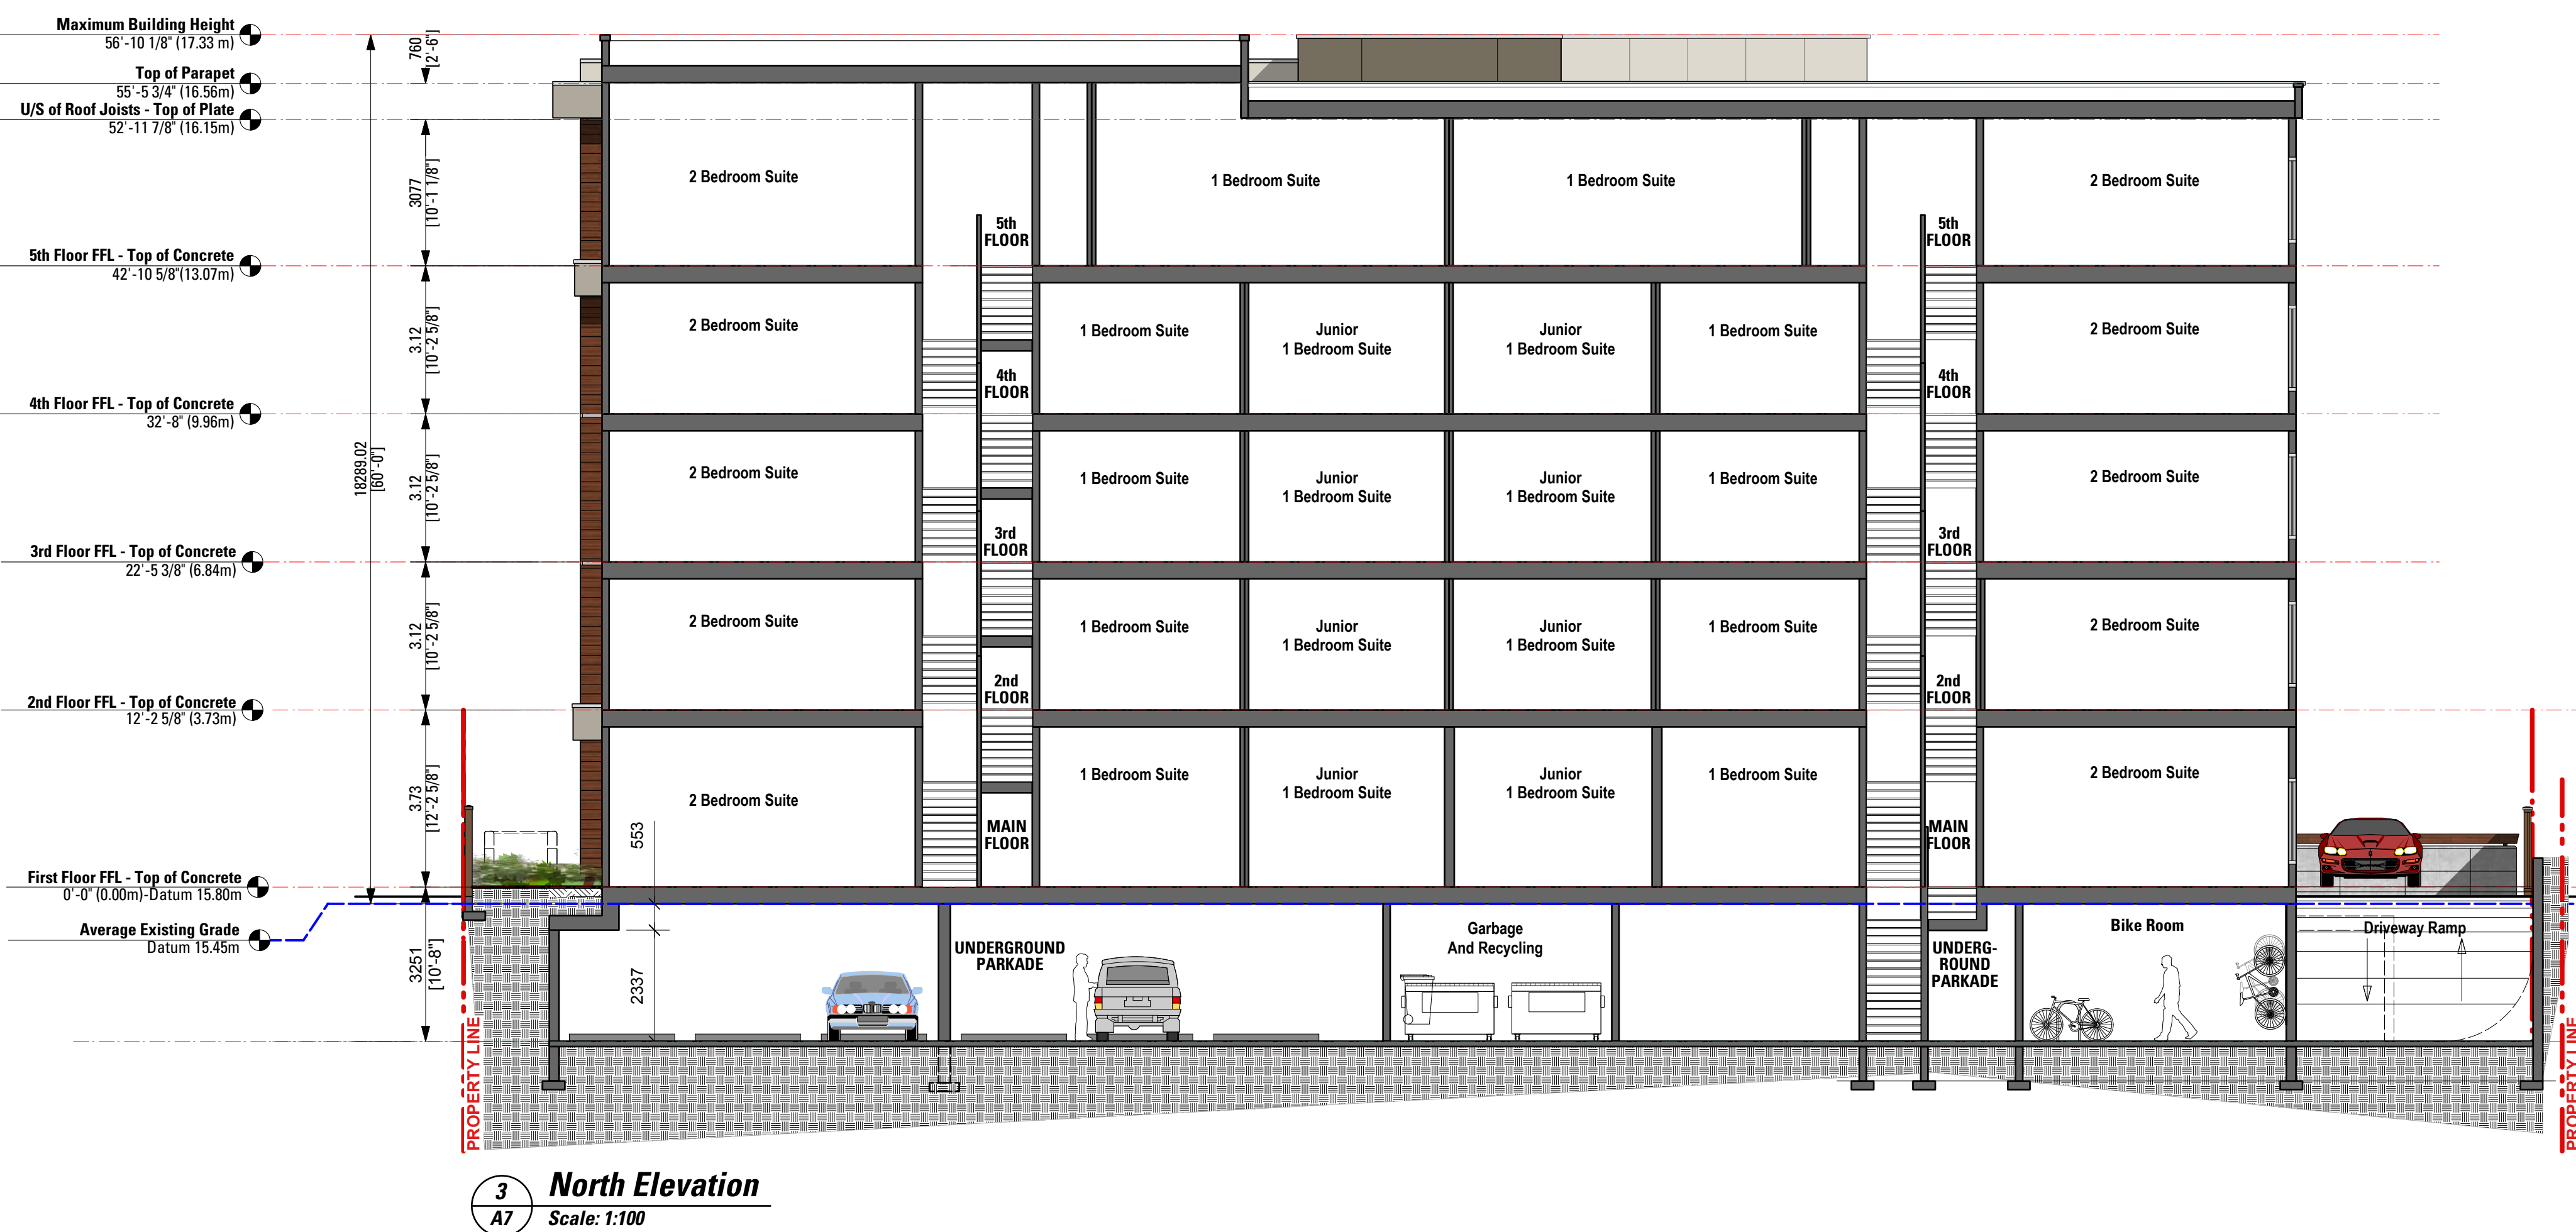 Maximum Building Height
56'-10 1/8" (17.33 m)
Top of Parapet
55'-5 3/4" (16.56m)
U/S of Roof Joists - Top of Plate
52'-11 7/8" (16.15m)
5th Floor FFL - Top of Concrete
42'-10 5/8"(13.07m)
4th Floor FFL - Top of Concrete
32'-8" (9.96m)
3rd Floor FFL - Top of Concrete
22'-5 3/8" (6.84m)
2nd Floor FFL - Top of Concrete
12'-2 5/8" (3.73m)
First Floor FFL - Top of Concrete
0'-0" (0.00m)-Datum 15.80m
Average Existing Grade
Datum 15.45m
18289.02
[60'-0"]
760
[2'-6"]
3077
[10'-1 1/8"]
3.12
[10'-2 5/8"]
3.12
[10'-2 5/8"]
3.12
[10'-2 5/8"]
3.73
[12'-2 5/8"]
3251
[10'-8"]
2 Bedroom Suite
1 Bedroom Suite
1 Bedroom Suite
2 Bedroom Suite
5th
FLOOR
5th
FLOOR
2 Bedroom Suite
1 Bedroom Suite
Junior
1 Bedroom Suite
Junior
1 Bedroom Suite
1 Bedroom Suite
2 Bedroom Suite
4th
FLOOR
4th
FLOOR
2 Bedroom Suite
1 Bedroom Suite
Junior
1 Bedroom Suite
Junior
1 Bedroom Suite
1 Bedroom Suite
2 Bedroom Suite
3rd
FLOOR
3rd
FLOOR
2 Bedroom Suite
1 Bedroom Suite
Junior
1 Bedroom Suite
Junior
1 Bedroom Suite
1 Bedroom Suite
2 Bedroom Suite
2nd
FLOOR
2nd
FLOOR
2 Bedroom Suite
1 Bedroom Suite
Junior
1 Bedroom Suite
Junior
1 Bedroom Suite
1 Bedroom Suite
2 Bedroom Suite
MAIN
FLOOR
MAIN
FLOOR
553
2337
UNDERGROUND
PARKADE
Garbage
And Recycling
UNDERG-
ROUND
PARKADE
Bike Room
Driveway Ramp
PROPERTY LINE
PROPERTY LINE
3
A7
North Elevation
Scale: 1:100